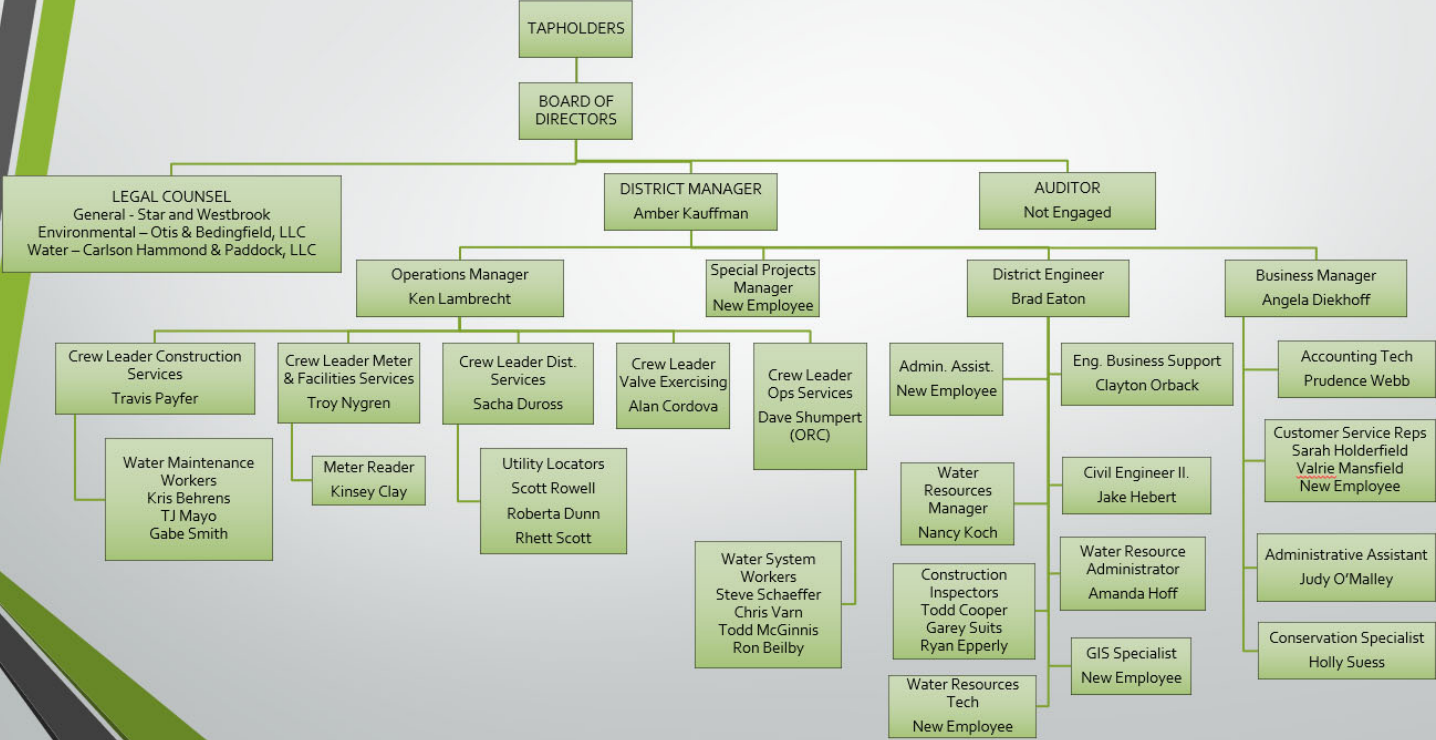 TAPHOLDERS
BOARD OF
DIRECTORS
LEGAL COUNSEL
General - Star and Westbrook
Environmental – Otis & Bedingfield, LLC
Water – Carlson Hammond & Paddock, LLC
DISTRICT MANAGER
Amber Kauffman
AUDITOR
Not Engaged
Operations Manager
Ken Lambrecht
Special Projects
Manager
New Employee
District Engineer
Brad Eaton
Business Manager
Angela Diekhoff
Crew Leader Construction
Services
Travis Payfer
Crew Leader Meter
& Facilities Services
Troy Nygren
Crew Leader Dist.
Services
Sacha Duross
Crew Leader
Valve Exercising
Alan Cordova
Crew Leader
Ops Services
Dave Shumpert
(ORC)
Admin. Assist.
New Employee
Eng. Business Support
Clayton Orback
Accounting Tech
Prudence Webb
Water Maintenance
Workers
Kris Behrens
TJ Mayo
Gabe Smith
Meter Reader
Kinsey Clay
Utility Locators
Scott Rowell
Roberta Dunn
Rhett Scott
Water System
Workers
Steve Schaeffer
Chris Varn
Todd McGinnis
Ron Beilby
Water
Resources
Manager
Nancy Koch
Civil Engineer II.
Jake Hebert
Customer Service Reps
Sarah Holderfield
Valrie Mansfield
New Employee
Construction
Inspectors
Todd Cooper
Garey Suits
Ryan Epperly
Water Resource
Administrator
Amanda Hoff
Administrative Assistant
Judy O’Malley
Water Resources
Tech
New Employee
GIS Specialist
New Employee
Conservation Specialist
Holly Suess